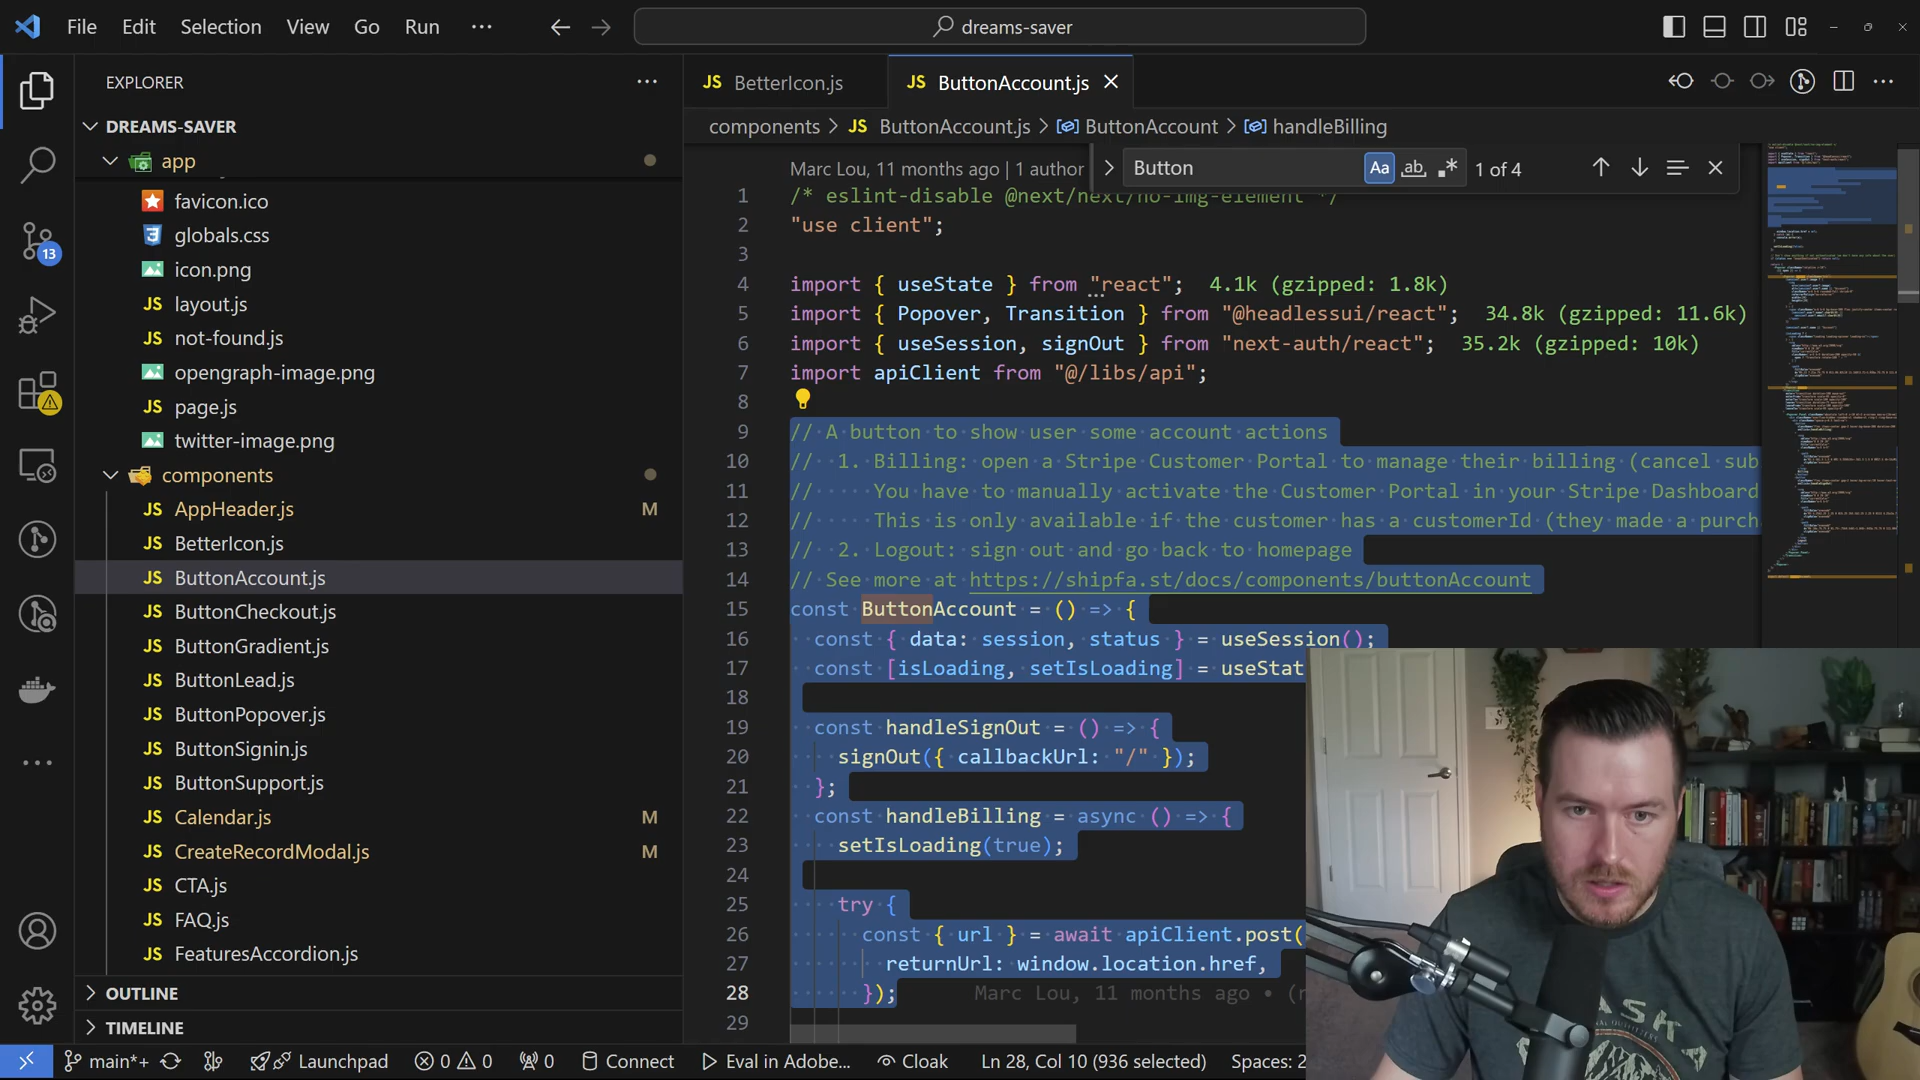 File Edit Selection View Go Run ··· dreams-saver
EXPLORER
DREAMS-SAVER
app
favicon.ico
globals.css
icon.png
layout.js
not-found.js
opengraph-image.png
page.js
twitter-image.png
components
AppHeader.js M
BetterIcon.js
ButtonAccount.js
ButtonCheckout.js
ButtonGradient.js
ButtonLead.js
ButtonPopover.js
ButtonSignin.js
ButtonSupport.js
Calendar.js M
CreateRecordModal.js M
CTA.js
FAQ.js
FeaturesAccordion.js
OUTLINE
TIMELINE
13
JS BetterIcon.js JS ButtonAccount.js
components > JS ButtonAccount.js > ButtonAccount > handleBilling
Button Aa ab 1 of 4
Marc Lou, 11 months ago | 1 author
1 /* eslint-disable @next/next/no-img-element */
2 "use client";
3
4 import { useState } from "react"; 4.1k (gzipped: 1.8k)
5 import { Popover, Transition } from "@headlessui/react"; 34.8k (gzipped: 11.6k)
6 import { useSession, signOut } from "next-auth/react"; 35.2k (gzipped: 10k)
7 import apiClient from "@/libs/api";
8
9 // A button to show user some account actions
10 // 1. Billing: open a Stripe Customer Portal to manage their billing (cancel sub
11 // You have to manually activate the Customer Portal in your Stripe Dashboard
12 // This is only available if the customer has a customerId (they made a purch
13 // 2. Logout: sign out and go back to homepage
14 // See more at https://shipfa.st/docs/components/buttonAccount
15 const ButtonAccount = () => {
16 const { data: session, status } = useSession();
17 const [isLoading, setIsLoading] = useStat
18
19 const handleSignOut = () => {
20 signOut({ callbackUrl: "/" });
21 };
22 const handleBilling = async () => {
23 setIsLoading(true);
24
25 try {
26 const { url } = await apiClient.post(
27 returnUrl: window.location.href,
28 }); Marc Lou, 11 months ago • (r
29
main*+ Launchpad 0 0 0 Connect Eval in Adobe... Cloak Ln 28, Col 10 (936 selected) Spaces: 2